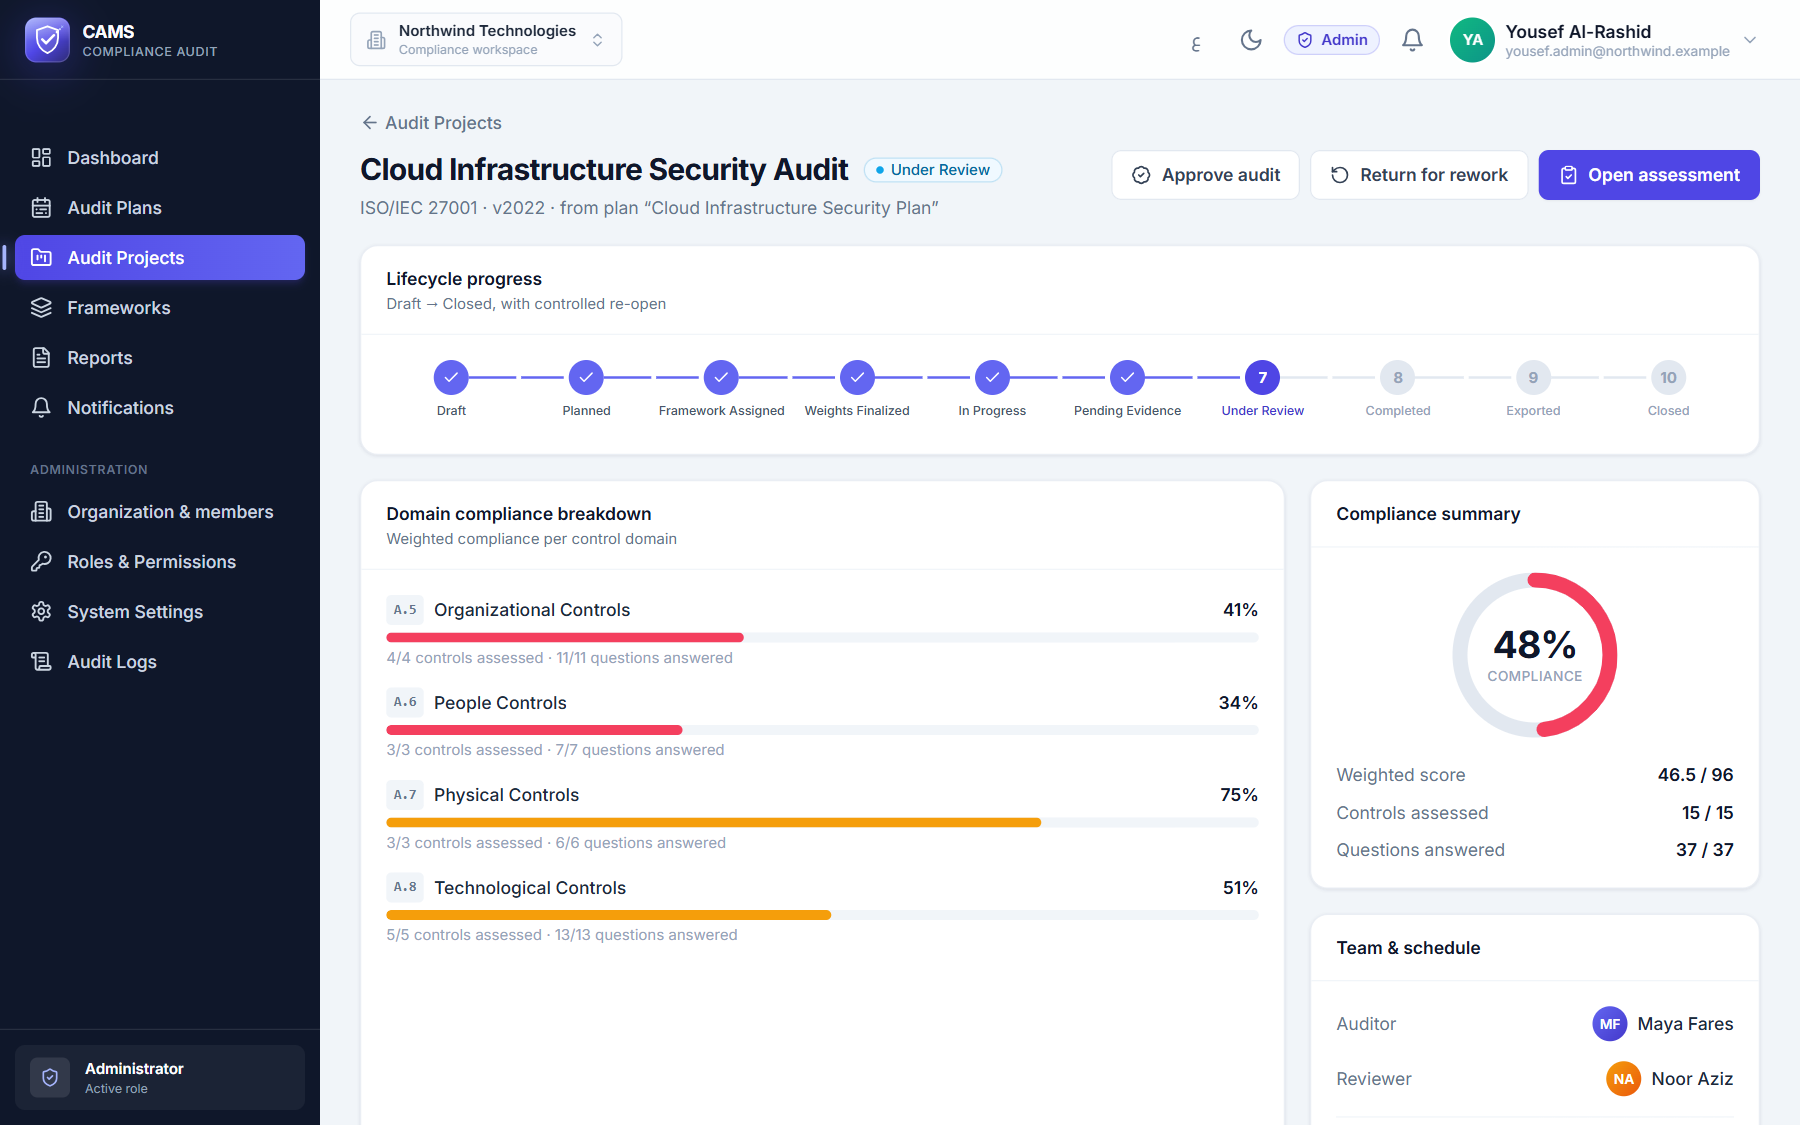 CAMS
COMPLIANCE AUDIT
Dashboard
Audit Plans
Audit Projects
Frameworks
Reports
Notifications
ADMINISTRATION
Organization & members
Roles & Permissions
System Settings
Audit Logs
Administrator
Active role
Northwind Technologies
Compliance workspace
ع
Admin
YA
Yousef Al-Rashid
yousef.admin@northwind.example
Audit Projects
Cloud Infrastructure Security Audit
Under Review
ISO/IEC 27001 · v2022 · from plan “Cloud Infrastructure Security Plan”
Approve audit
Return for rework
Open assessment
Lifecycle progress
Draft → Closed, with controlled re-open
7
8
9
10
Draft
Planned
Framework Assigned
Weights Finalized
In Progress
Pending Evidence
Under Review
Completed
Exported
Closed
Domain compliance breakdown
Weighted compliance per control domain
A.5 Organizational Controls 41%
4/4 controls assessed · 11/11 questions answered
A.6 People Controls 34%
3/3 controls assessed · 7/7 questions answered
A.7 Physical Controls 75%
3/3 controls assessed · 6/6 questions answered
A.8 Technological Controls 51%
5/5 controls assessed · 13/13 questions answered
Compliance summary
48%
COMPLIANCE
Weighted score 46.5 / 96
Controls assessed 15 / 15
Questions answered 37 / 37
Team & schedule
Auditor MF Maya Fares
Reviewer NA Noor Aziz